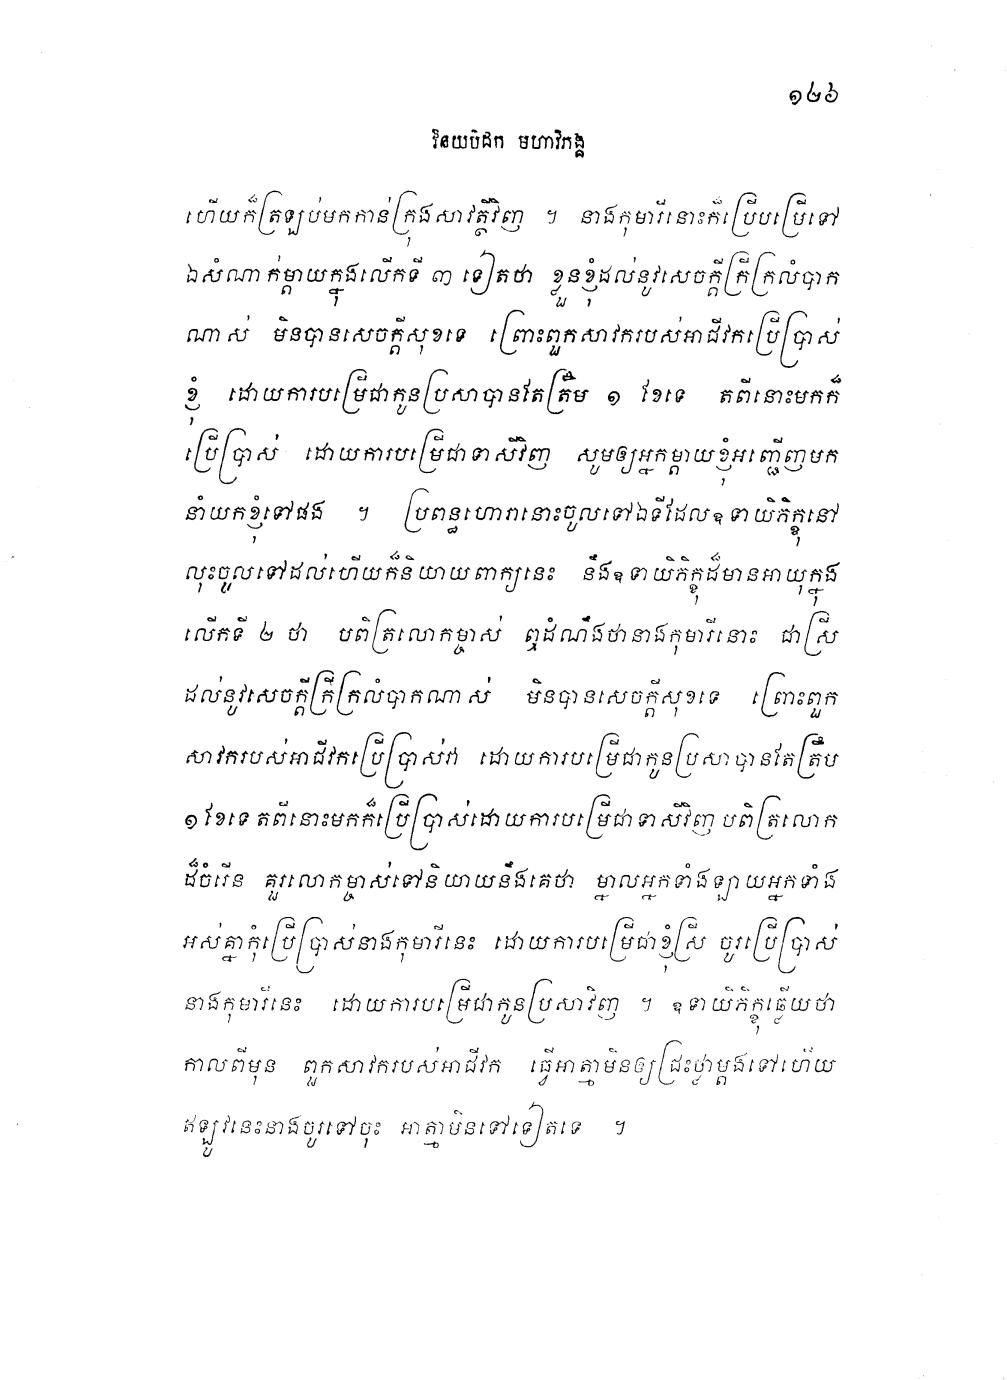 ១២៦
វិនយបិដក មហាវិភង្គ
ហើយក៏ត្រឡប់មកកាន់ក្រុងសាវត្ថីវិញ ។ នាងកុមារីនោះក៏ប្រើបម្រើទៅ
ឯសំណាក់ម្តាយក្នុងលើកទី ៣ ទៀតថា ខ្លួនខ្ញុំដល់នូវសេចក្តីក្រីក្រលំបាក
ណាស់ មិនបានសេចក្តីសុខទេ ព្រោះពួកសាវករបស់អាជីវកប្រើប្រាស់
ខ្ញុំ ដោយការបម្រើជាកូនប្រសាបានតែត្រឹម ១ ខែទេ តពីនោះមកក៏
ប្រើប្រាស់ ដោយការបម្រើជាទាសីវិញ សូមឲ្យអ្នកម្តាយខ្ញុំអញ្ជើញមក
នាំយកខ្ញុំទៅផង ។ ប្រពន្ធហោរានោះចូលទៅឯទីដែលឧទាយិភិក្ខុនៅ
លុះចូលទៅដល់ហើយក៏និយាយពាក្យនេះ នឹងឧទាយិភិក្ខុដ៏មានអាយុក្នុង
លើកទី ២ ថា បពិត្រលោកម្ចាស់ ឮដំណឹងថានាងកុមារីនោះ ជាស្រី
ដល់នូវសេចក្តីក្រីក្រលំបាកណាស់ មិនបានសេចក្តីសុខទេ ព្រោះពួក
សាវករបស់អាជីវកប្រើប្រាស់វា ដោយការបម្រើជាកូនប្រសាបានតែត្រឹម
១ ខែទេ តពីនោះមកក៏ប្រើប្រាស់ដោយការបម្រើជាទាសីវិញ បពិត្រលោក
ដ៏ចំរើន គួរលោកម្ចាស់ទៅនិយាយនឹងគេថា ម្នាលអ្នកទាំងឡាយអ្នកទាំង
អស់គ្នាកុំប្រើប្រាស់នាងកុមារីនេះ ដោយការបម្រើជាខ្ញុំស្រី ចូរប្រើប្រាស់
នាងកុមារីនេះ ដោយការបម្រើជាកូនប្រសាវិញ ។ ឧទាយិភិក្ខុឆ្លើយថា
កាលពីមុន ពួកសាវករបស់អាជីវក ធ្វើអាត្មាមិនឲ្យជ្រះថ្លាម្តងទៅហើយ
ឥឡូវនេះនាងចូរទៅចុះ អាត្មាមិនទៅទៀតទេ ។